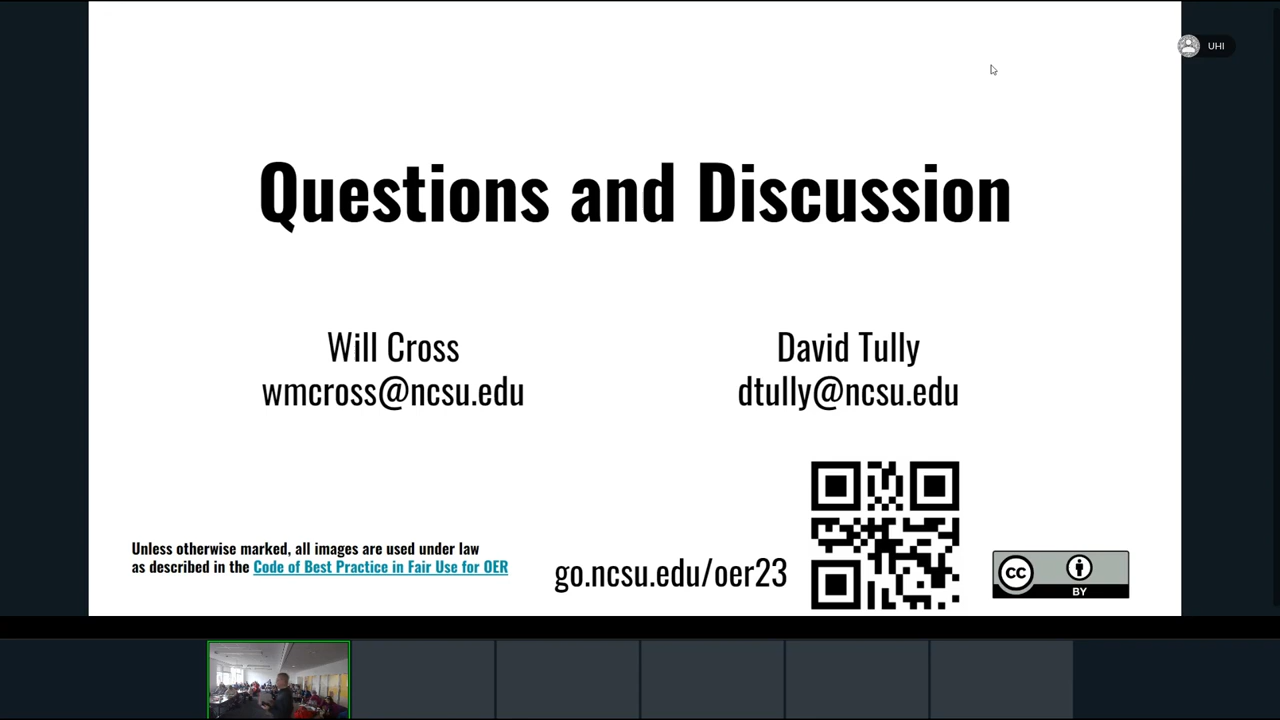 UHI
Questions and Discussion
Will Cross
wmcross@ncsu.edu
David Tully
dtully@ncsu.edu
Unless otherwise marked, all images are used under law
as described in the Code of Best Practice in Fair Use for OER
go.ncsu.edu/oer23
CC
BY